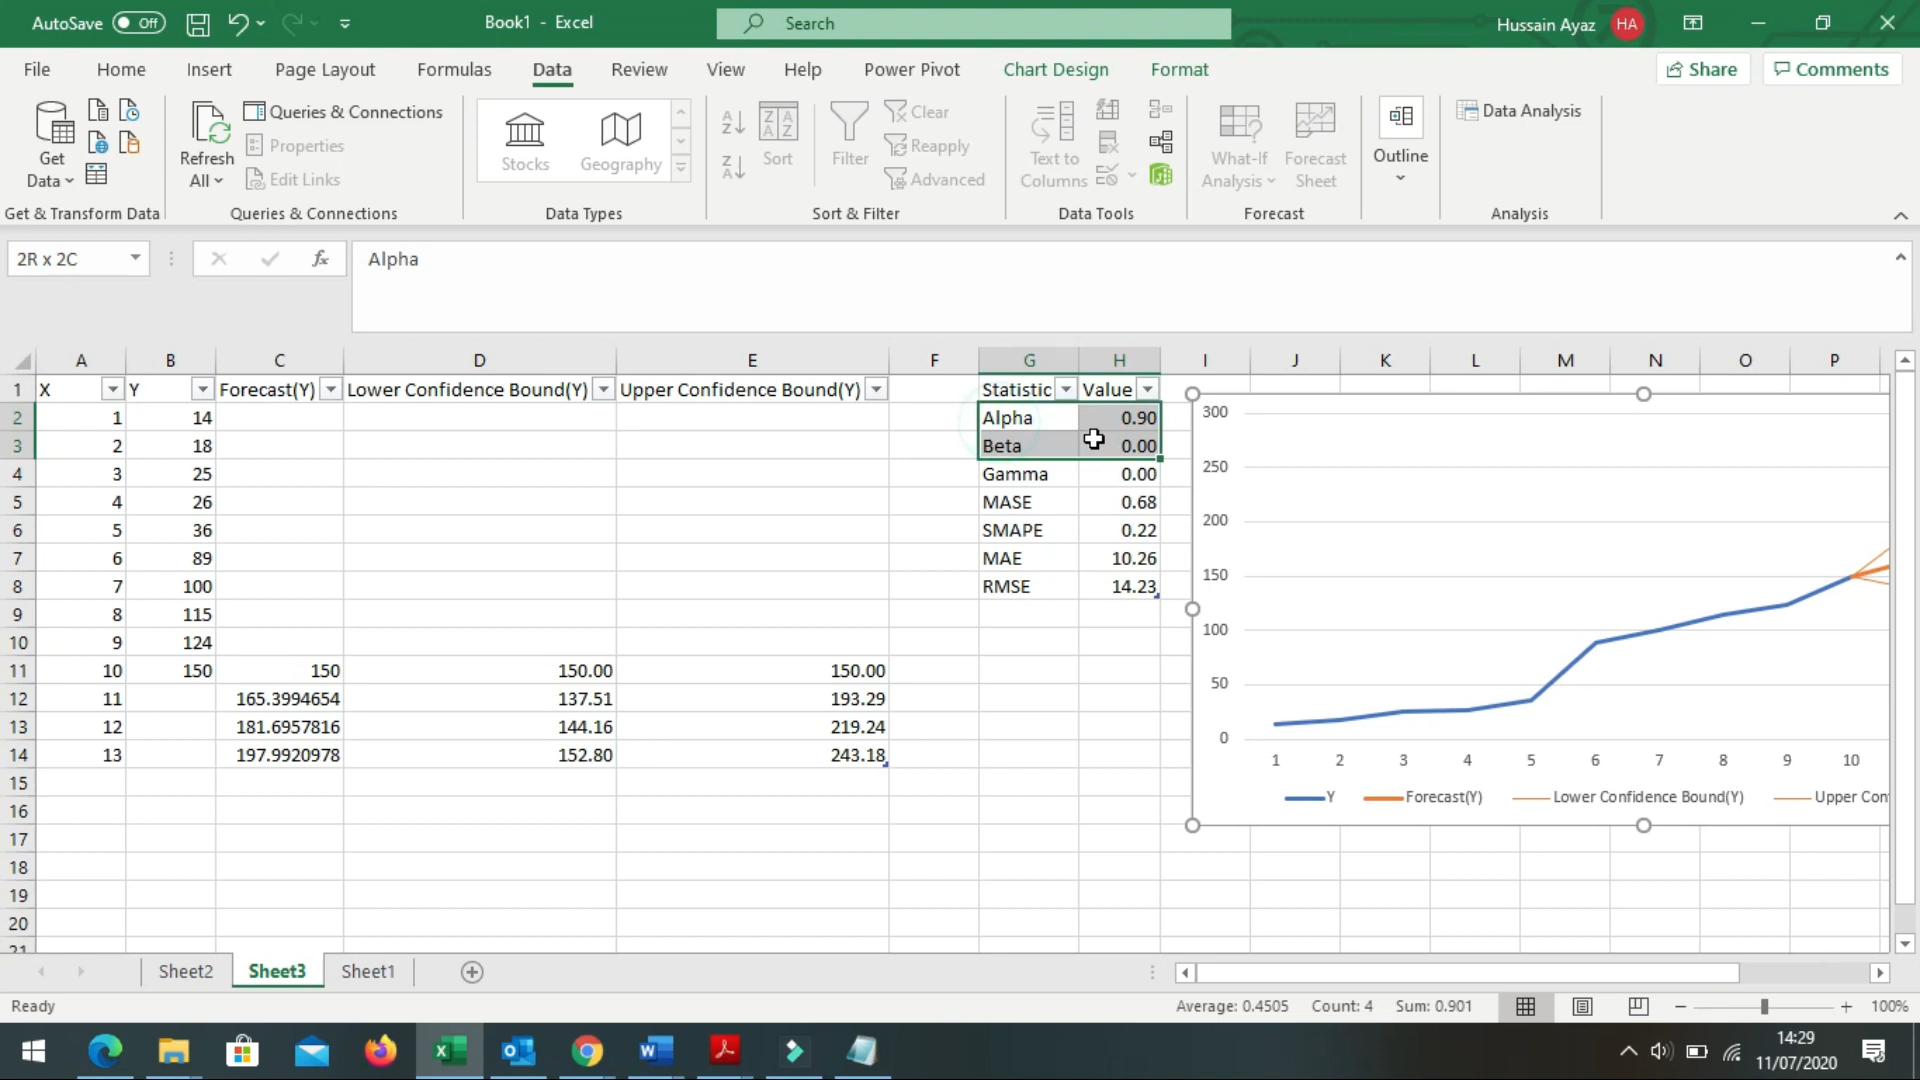 AutoSave Off Book1 - Excel Search Hussain Ayaz HA
File Home Insert Page Layout Formulas Data Review View Help Power Pivot Chart Design Format Share Comments
Get Data
Get & Transform Data
Refresh All
Queries & Connections
Properties
Edit Links
Queries & Connections
Stocks Geography
Data Types
Sort
Filter
Clear
Reapply
Advanced
Sort & Filter
Text to Columns
Data Tools
What-If Analysis
Forecast Sheet
Forecast
Outline
Data Analysis
Analysis
2R x 2C fx Alpha
A B C D E F G H I J K L M N O P
1 X Y Forecast(Y) Lower Confidence Bound(Y) Upper Confidence Bound(Y) Statistic Value
2 1 14 Alpha 0.90
3 2 18 Beta 0.00
4 3 25 Gamma 0.00
5 4 26 MASE 0.68
6 5 36 SMAPE 0.22
7 6 89 MAE 10.26
8 7 100 RMSE 14.23
9 8 115
10 9 124
11 10 150 150 150.00 150.00
12 11 165.3994654 137.51 193.29
13 12 181.6957816 144.16 219.24
14 13 197.9920978 152.80 243.18
15
16
17
18
19
20
21
300
250
200
150
100
50
0
1 2 3 4 5 6 7 8 9 10
Y Forecast(Y) Lower Confidence Bound(Y) Upper Con
Sheet2 Sheet3 Sheet1
Ready Average: 0.4505 Count: 4 Sum: 0.901 100%
14:29
11/07/2020